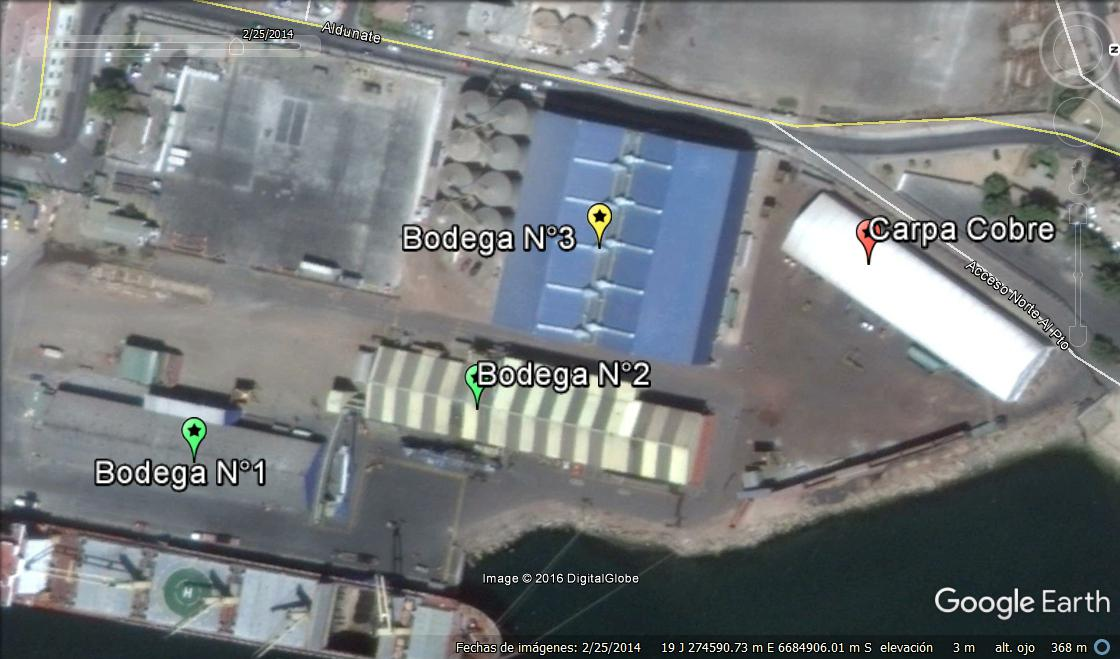 2/25/2014
Aldunate
Bodega N°3
Carpa Cobre
Acceso Norte Al Pto
Bodega N°2
Bodega N°1
H
Image © 2016 DigitalGlobe
Google Earth
Fechas de imágenes: 2/25/2014 19 J 274590.73 m E 6684906.01 m S elevación 3 m alt. ojo 368 m
N